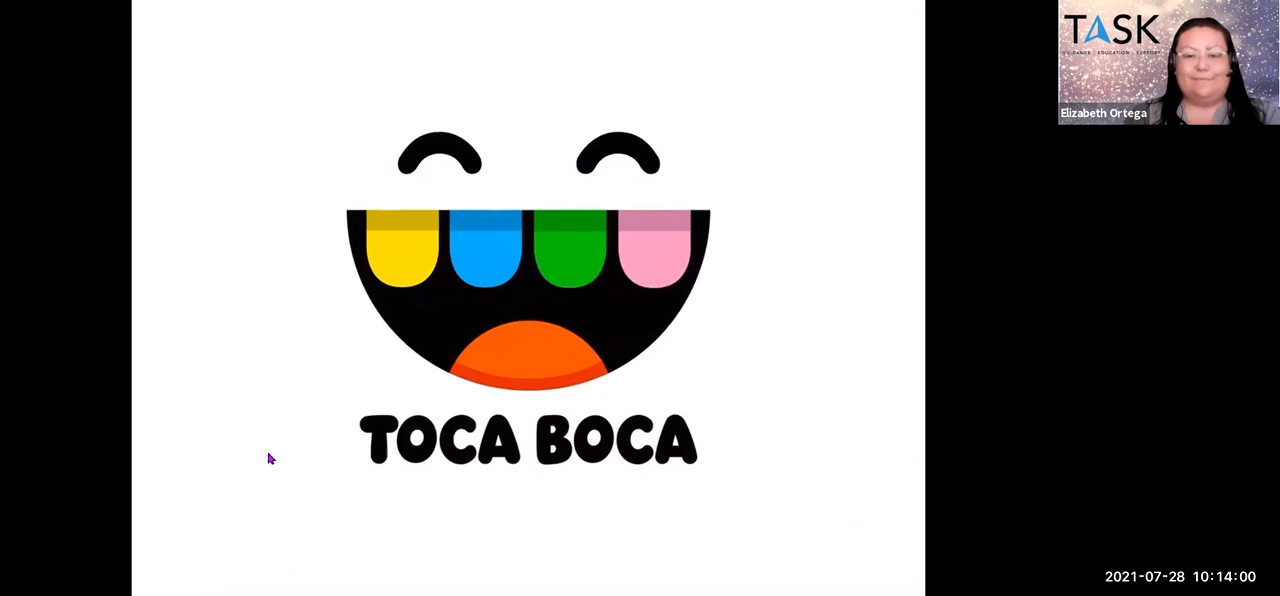 TOCA BOCA
TASK
GUIDANCE | EDUCATION | SUPPORT
Elizabeth Ortega
2021-07-28 10:14:00